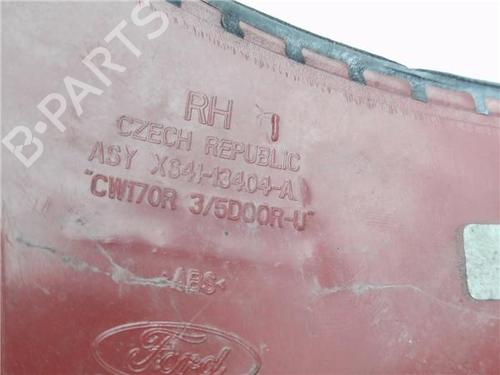 B-PARTS
RH
CZECH REPUBLIC
ASY XS41-13404-A
"CW170R 3/5DOOR-U"
>ABS<
Ford